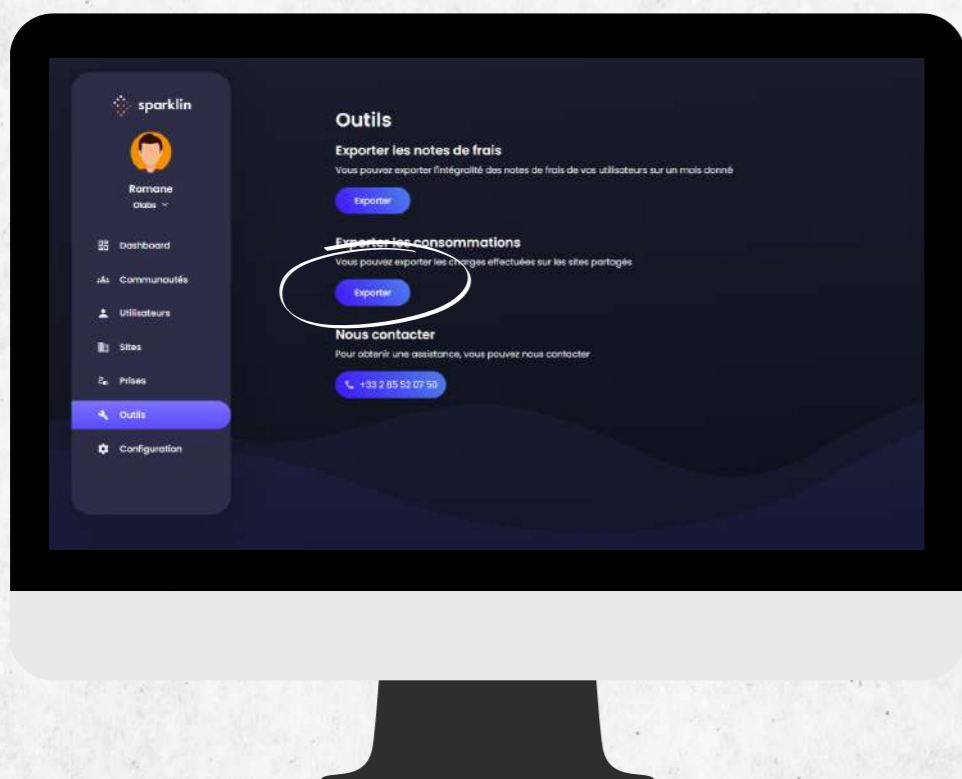 sparklin
Romane
Olabs
Dashboard
Communautés
Utilisateurs
Sites
Prises
Outils
Configuration
Outils
Exporter les notes de frais
Vous pouvez exporter l'intégralité des notes de frais de vos utilisateurs sur un mois donné
Exporter
Exporter les consommations
Vous pouvez exporter les charges effectuées sur les sites partagés
Exporter
Nous contacter
Pour obtenir une assistance, vous pouvez nous contacter
+33 2 85 52 07 50